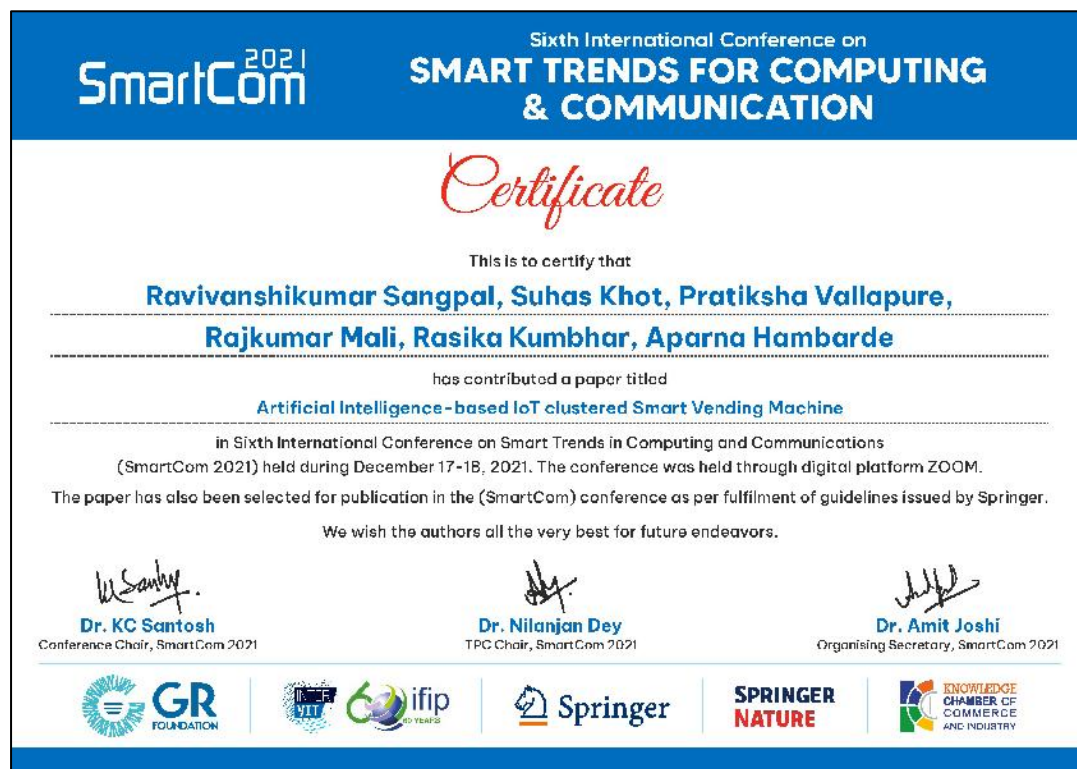 SmartCom 2021
Sixth International Conference on
SMART TRENDS FOR COMPUTING
& COMMUNICATION
Certificate
This is to certify that
Ravivanshikumar Sangpal, Suhas Khot, Pratiksha Vallapure,
Rajkumar Mali, Rasika Kumbhar, Aparna Hambarde
has contributed a paper titled
Artificial Intelligence-based IoT clustered Smart Vending Machine
in Sixth International Conference on Smart Trends in Computing and Communications
(SmartCom 2021) held during December 17-18, 2021. The conference was held through digital platform ZOOM.
The paper has also been selected for publication in the (SmartCom) conference as per fulfilment of guidelines issued by Springer.
We wish the authors all the very best for future endeavors.
Dr. KC Santosh
Conference Chair, SmartCom 2021
Dr. Nilanjan Dey
TPC Chair, SmartCom 2021
Dr. Amit Joshi
Organising Secretary, SmartCom 2021
GR
FOUNDATION
INTER
YIT
ifip
60 YEARS
Springer
SPRINGER
NATURE
KNOWLEDGE
CHAMBER OF
COMMERCE
AND INDUSTRY